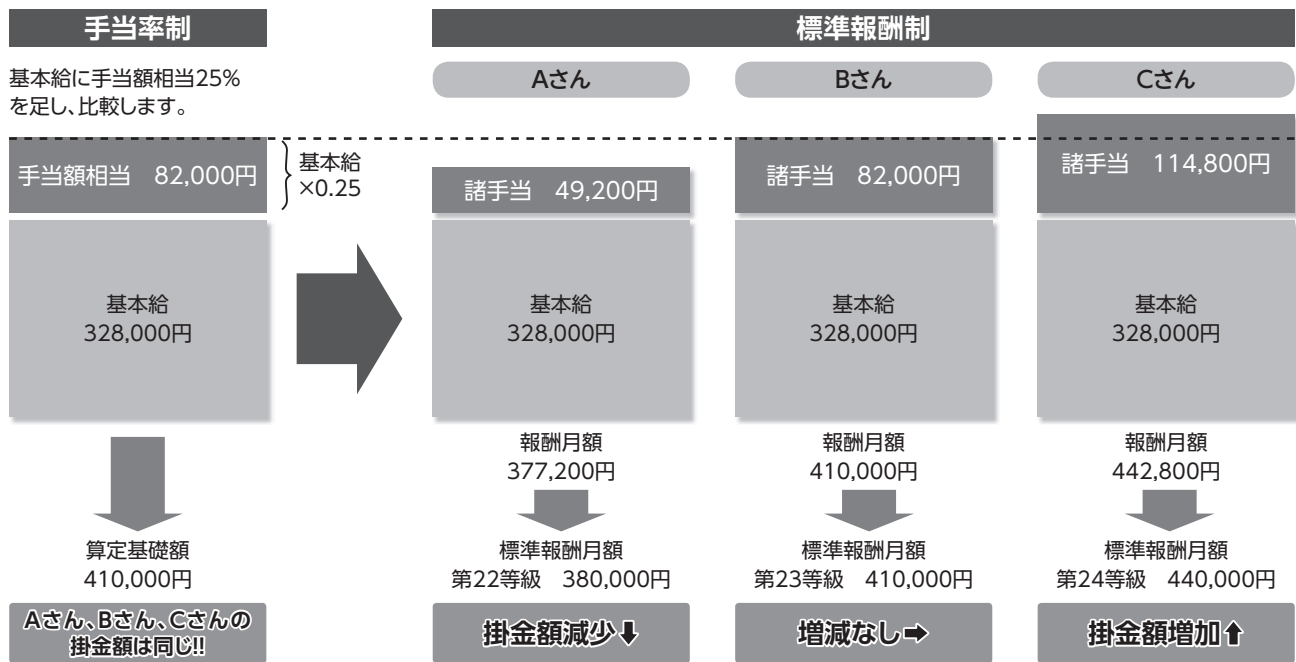 手当率制
基本給に手当額相当25%
を足し、比較します。
手当額相当　82,000円
基本給
×0.25
基本給
328,000円
算定基礎額
410,000円
Aさん、Bさん、Cさんの
掛金額は同じ!!
標準報酬制
Aさん
諸手当　49,200円
基本給
328,000円
報酬月額
377,200円
標準報酬月額
第22等級　380,000円
掛金額減少⬇
Bさん
諸手当　82,000円
基本給
328,000円
報酬月額
410,000円
標準報酬月額
第23等級　410,000円
増減なし➡
Cさん
諸手当　114,800円
基本給
328,000円
報酬月額
442,800円
標準報酬月額
第24等級　440,000円
掛金額増加⬆